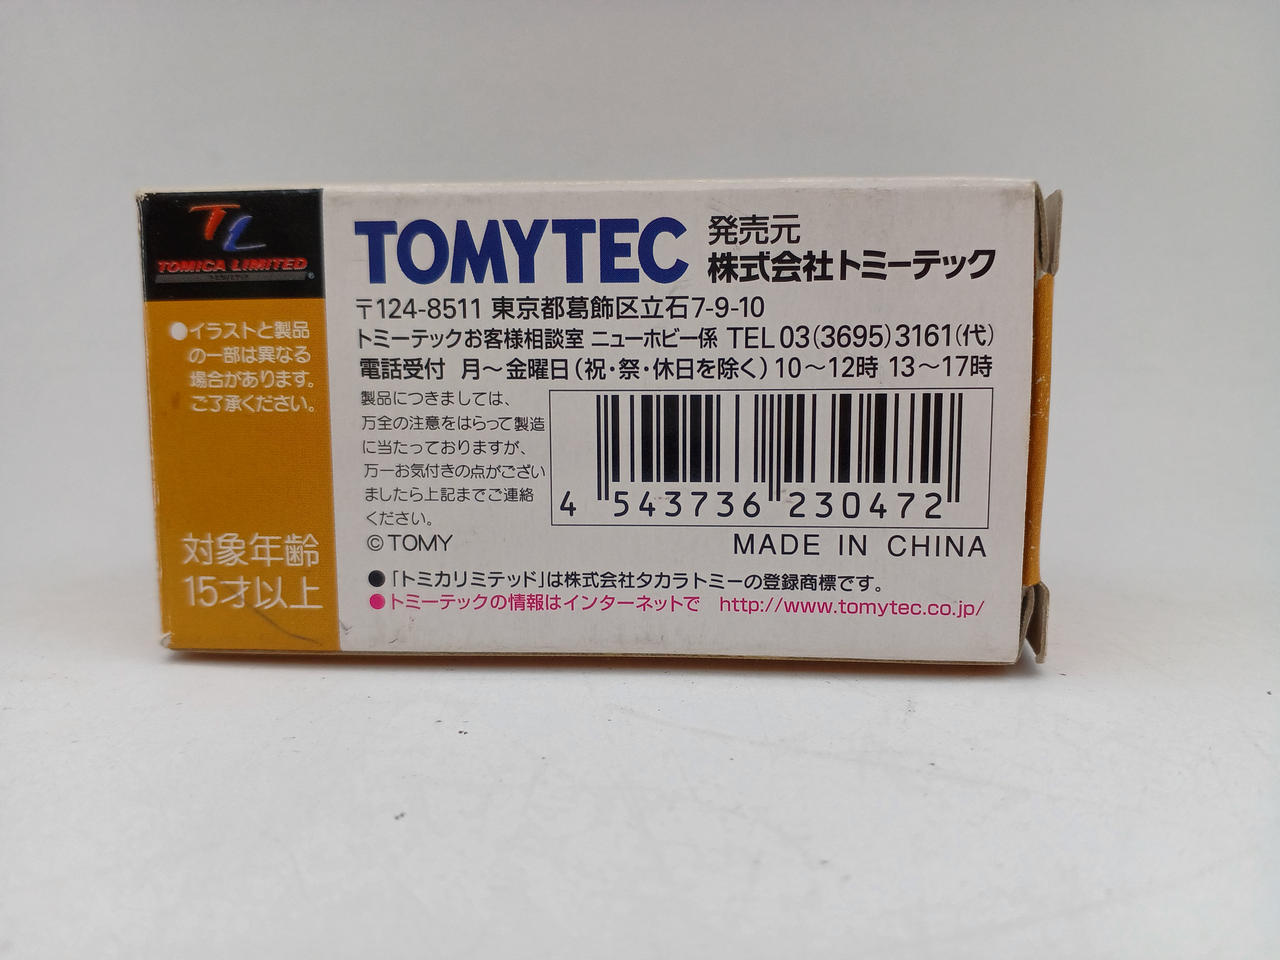 TL
TOMICA LIMITED
トミカリミテッド
●イラストと製品
の一部は異なる
場合があります。
ご了承ください。
対象年齢
15才以上
TOMYTEC
発売元
株式会社トミーテック
〒124-8511 東京都葛飾区立石7-9-10
トミーテックお客様相談室 ニューホビー係 TEL 03(3695)3161(代)
電話受付 月～金曜日(祝・祭・休日を除く) 10～12時 13～17時
製品につきましては、
万全の注意をはらって製造
に当たっておりますが、
万一お気付きの点がござい
ましたら上記までご連絡
ください。
© TOMY
4 543736 230472
MADE IN CHINA
●「トミカリミテッド」は株式会社タカラトミーの登録商標です。
●トミーテックの情報はインターネットで http://www.tomytec.co.jp/